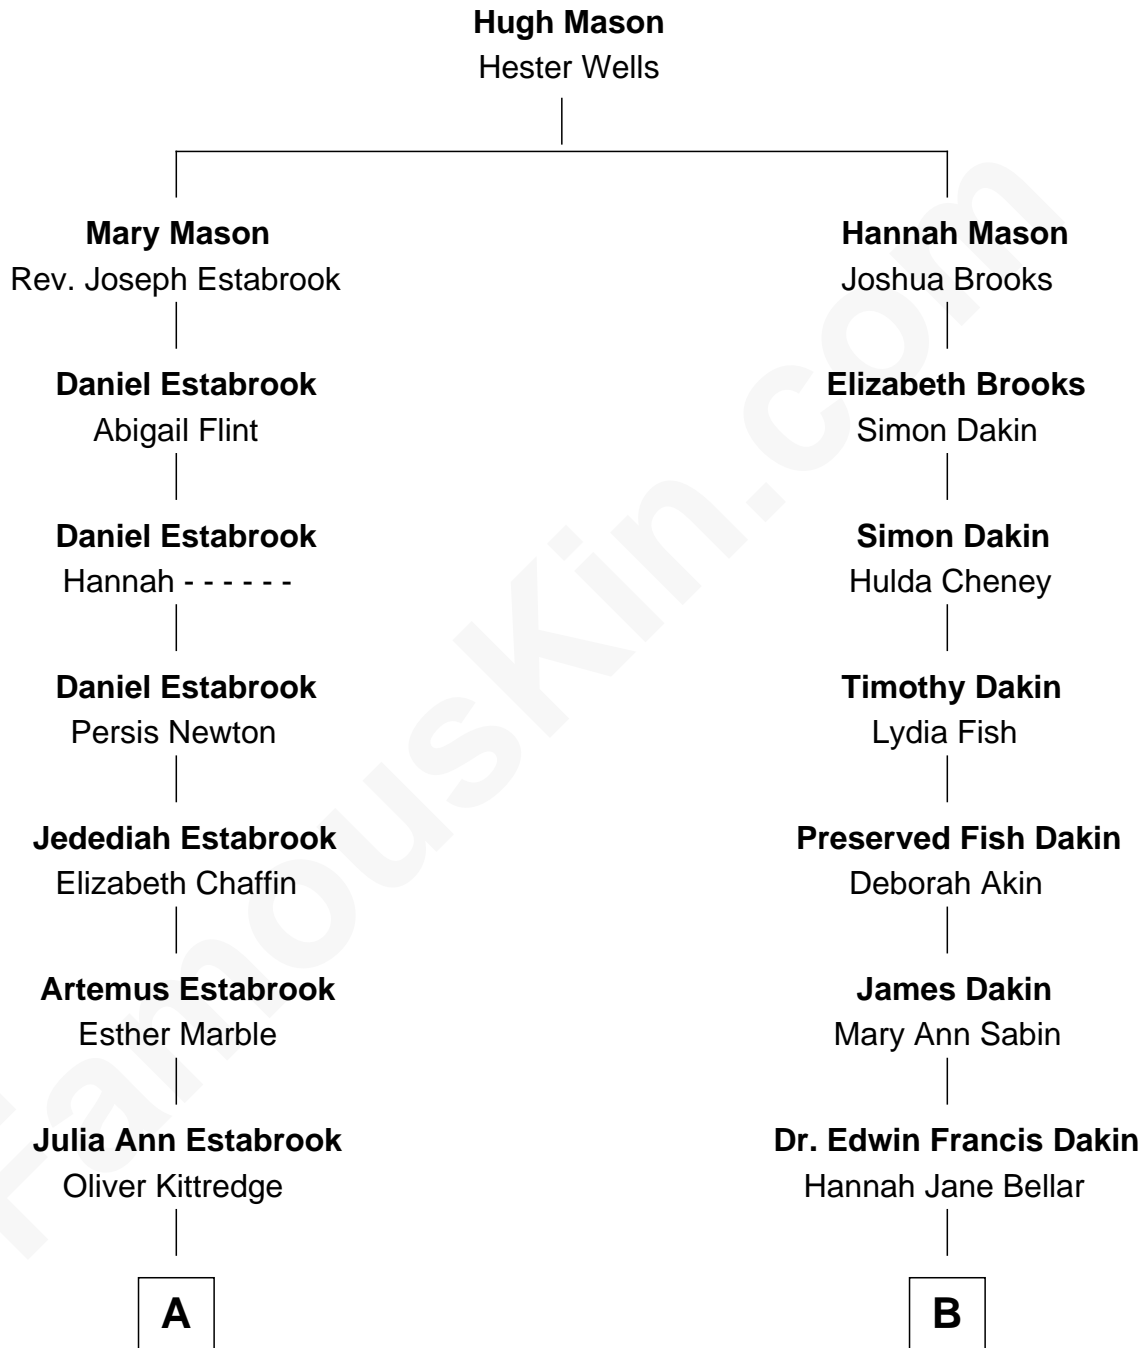 Hugh Mason
Hester Wells
Mary Mason
Rev. Joseph Estabrook
Hannah Mason
Joshua Brooks
Daniel Estabrook
Abigail Flint
Elizabeth Brooks
Simon Dakin
Daniel Estabrook
Hannah - - - - - -
Simon Dakin
Hulda Cheney
Daniel Estabrook
Persis Newton
Timothy Dakin
Lydia Fish
Jedediah Estabrook
Elizabeth Chaffin
Preserved Fish Dakin
Deborah Akin
Artemus Estabrook
Esther Marble
James Dakin
Mary Ann Sabin
Julia Ann Estabrook
Oliver Kittredge
Dr. Edwin Francis Dakin
Hannah Jane Bellar
A
B
FamousKin.com